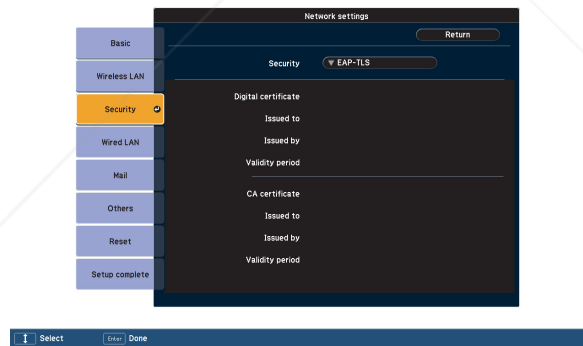 Network settings
Return
Basic
Wireless LAN
Security
Wired LAN
Mail
Others
Reset
Setup complete
Security ▼ EAP-TLS
Digital certificate
Issued to
Issued by
Validity period
CA certificate
Issued to
Issued by
Validity period
Select Enter Done